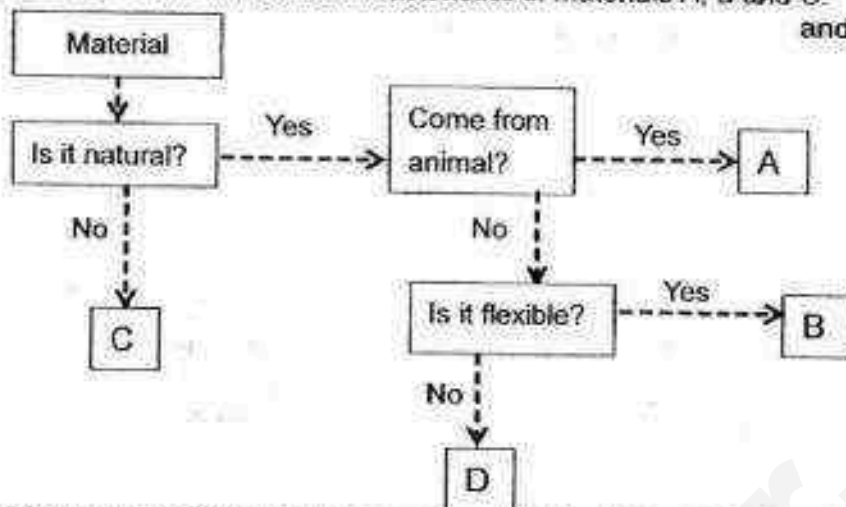 and
Material
Is it natural?
Yes
Come from
animal?
Yes
A
No
No
C
Is it flexible?
Yes
B
No
D